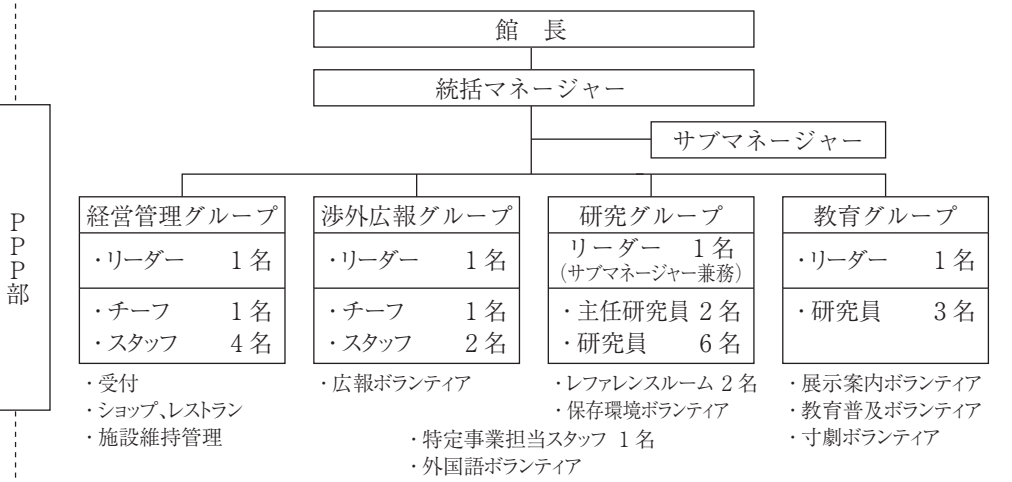 館　長
統括マネージャー
サブマネージャー
PPP部
経営管理グループ
・リーダー　1名
・チーフ　1名
・スタッフ　4名
・受付
・ショップ、レストラン
・施設維持管理
渉外広報グループ
・リーダー　1名
・チーフ　1名
・スタッフ　2名
・広報ボランティア
研究グループ
リーダー　1名
（サブマネージャー兼務）
・主任研究員 2名
・研究員　6名
・レファレンスルーム 2名
・保存環境ボランティア
教育グループ
・リーダー　1名
・研究員　3名
・展示案内ボランティア
・教育普及ボランティア
・寸劇ボランティア
・特定事業担当スタッフ 1名
・外国語ボランティア